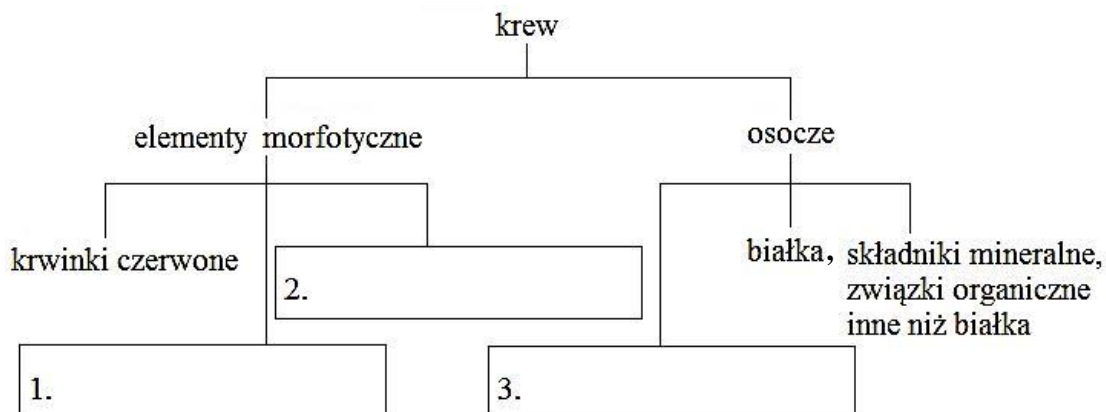 krew
elementy morfotyczne
osocze
krwinki czerwone
2.
białka,
składniki mineralne,
związki organiczne
inne niż białka
1.
3.